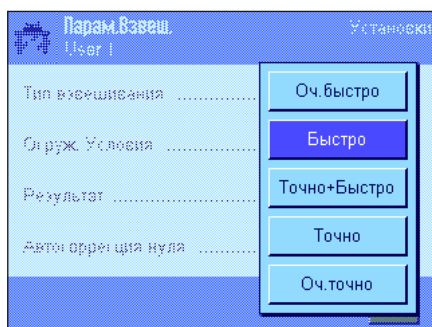 Парам.Взвеш.
Установки
User 1
Тип взвешивания ............
Оч.быстро
Окруж. Условия ............
Быстро
Результат ............
Точно+Быстро
Автокоррекция нуля ........
Точно
Оч.точно